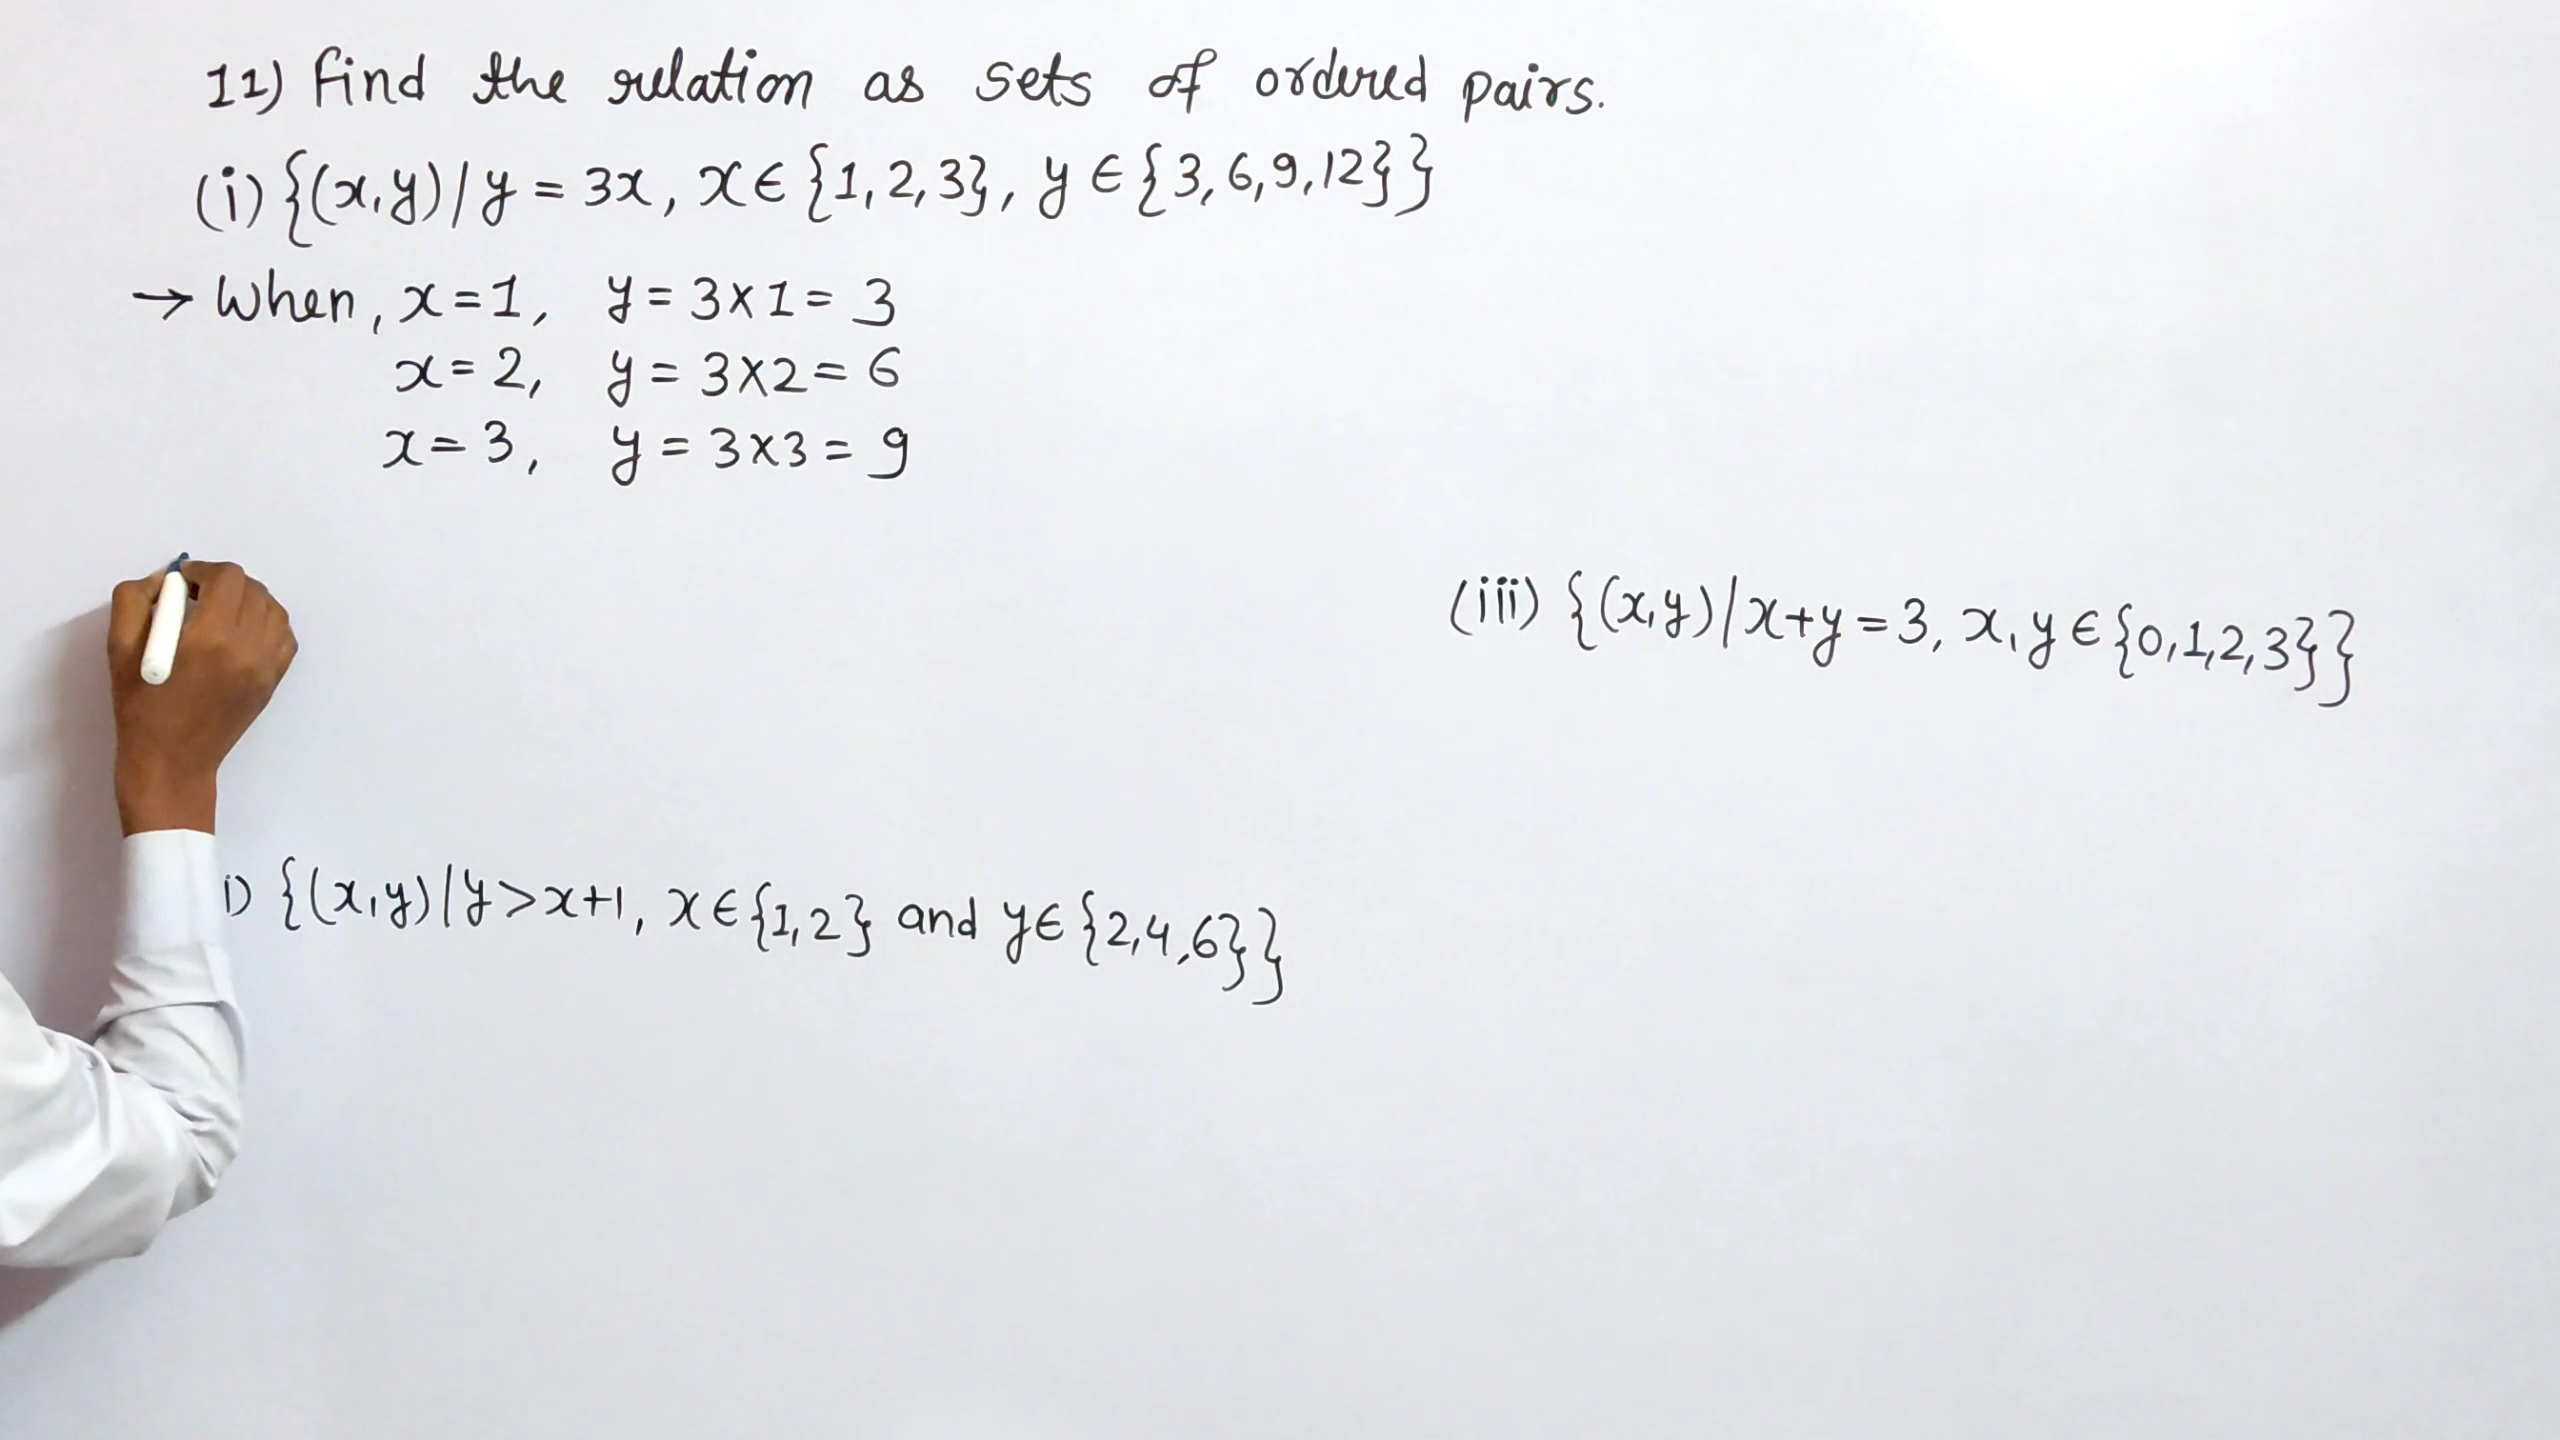 11) Find the relation as sets of ordered pairs.
(i) {(x,y)/y = 3x, x∈{1,2,3}, y∈{3,6,9,12}}
→ When, x=1, y=3×1=3
x=2, y=3×2=6
x=3, y=3×3=9
i) {(x,y)/y>x+1, x∈{1,2} and y∈{2,4,6}}
(iii) {(x,y)/x+y=3, x,y∈{0,1,2,3}}